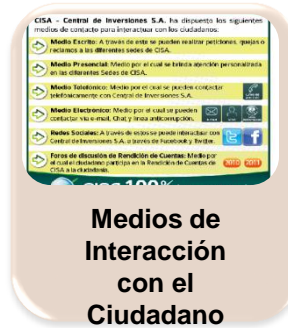 CISA – Central de Inversiones S.A. ha dispuesto los siguientes
medios de contacto para interactuar con los ciudadanos:
Medio Escrito: A través de este se pueden realizar peticiones, quejas o
reclamos a las diferentes sedes de CISA.
Medio Presencial: Medio por el cual se brinda atención personalizada
en las diferentes Sedes de CISA.
Medio Telefónico: Medio por el cual se pueden contactar
telefónicamente con Central de Inversiones S.A.
Medio Electrónico: Medio por el cual se pueden
contactar vía e-mail, Chat y línea anticorrupción.
Redes Sociales: A través de estos se puede interactuar con
Central de Inversiones S.A. a través de Facebook y Twitter.
Foros de discusión de Rendición de Cuentas: Medio por
el cual el ciudadano participa en la Rendición de Cuentas de
CISA a la ciudadanía.
2010 2011
Medios de
Interacción
con el
Ciudadano